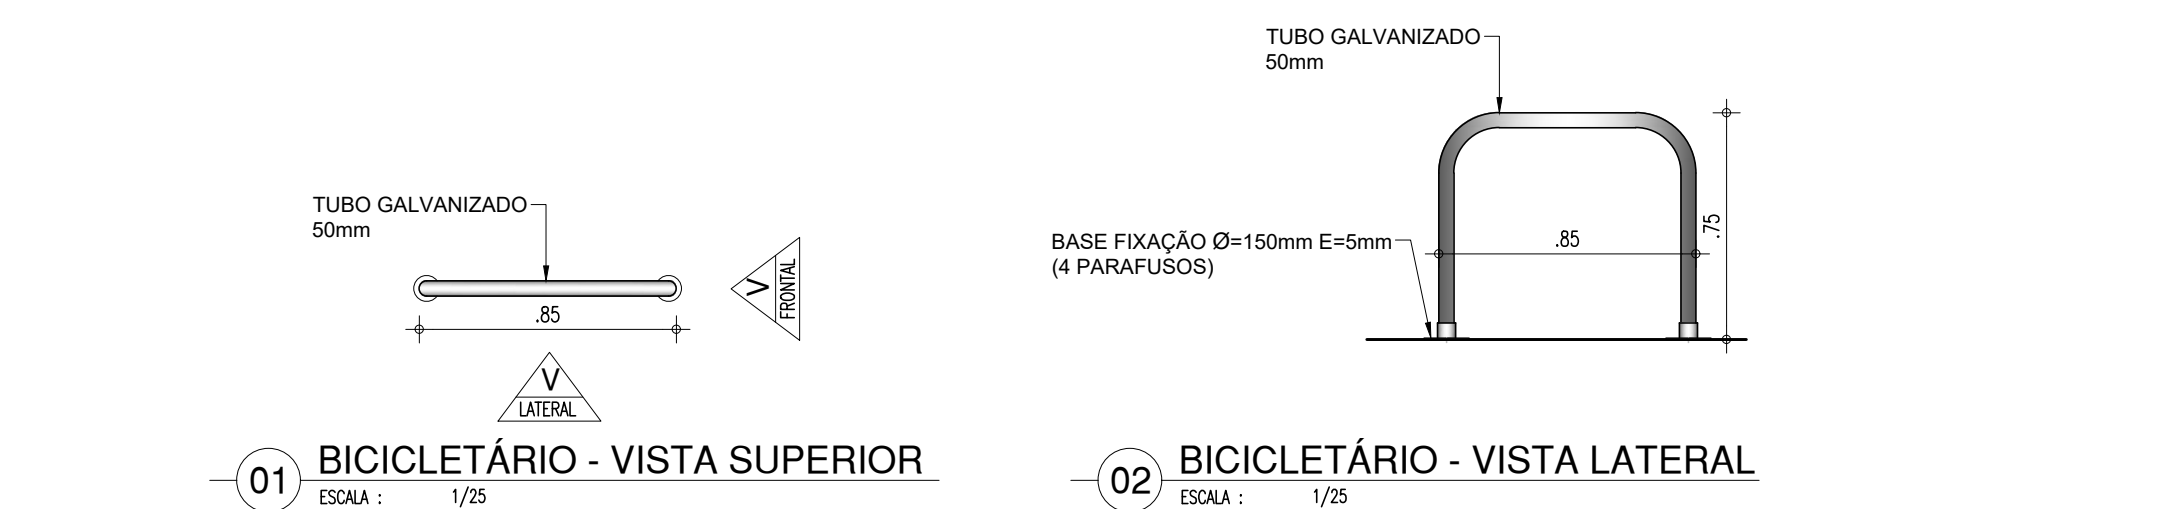 TUBO GALVANIZADO
50mm
.85
V
FRONTAL
V
LATERAL
01
BICICLETÁRIO - VISTA SUPERIOR
ESCALA : 1/25
TUBO GALVANIZADO
50mm
BASE FIXAÇÃO Ø=150mm E=5mm
(4 PARAFUSOS)
.85
.75
02
BICICLETÁRIO - VISTA LATERAL
ESCALA : 1/25